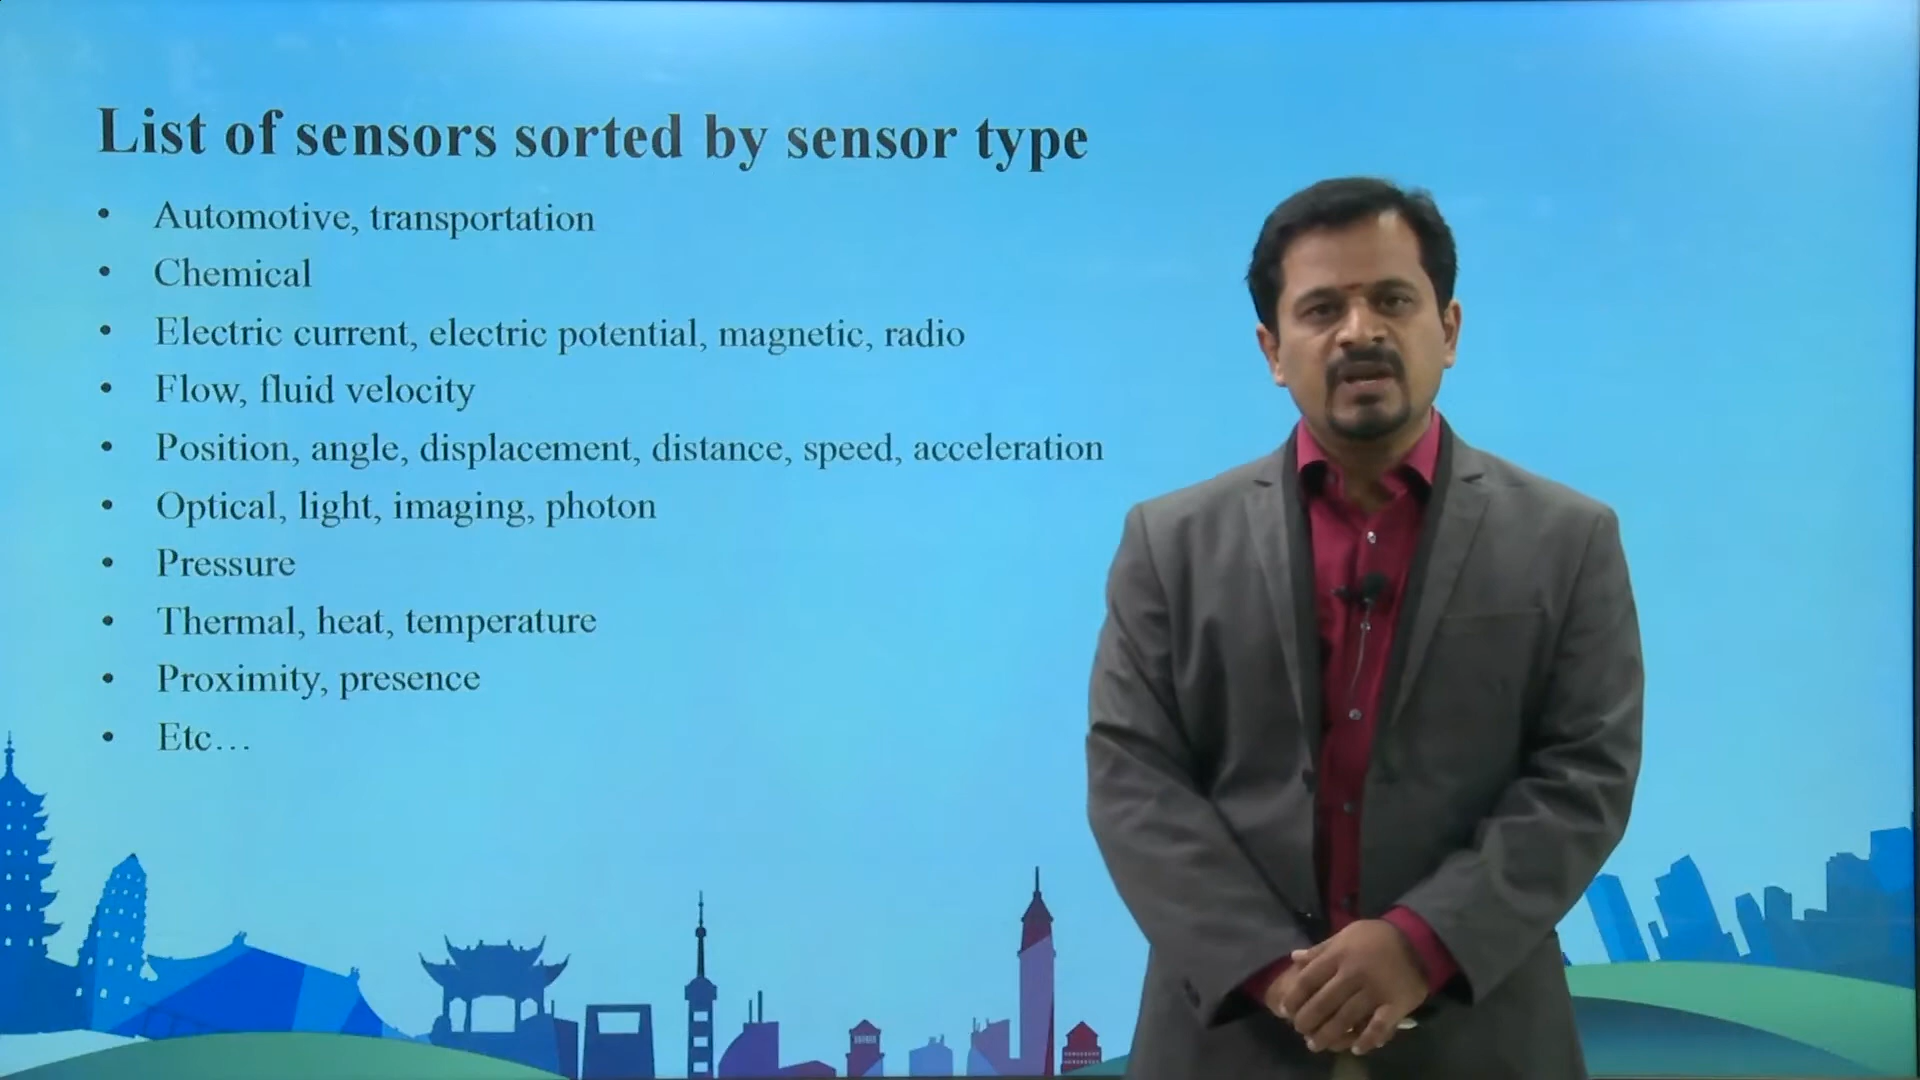 List of sensors sorted by sensor type
• Automotive, transportation
• Chemical
• Electric current, electric potential, magnetic, radio
• Flow, fluid velocity
• Position, angle, displacement, distance, speed, acceleration
• Optical, light, imaging, photon
• Pressure
• Thermal, heat, temperature
• Proximity, presence
• Etc…